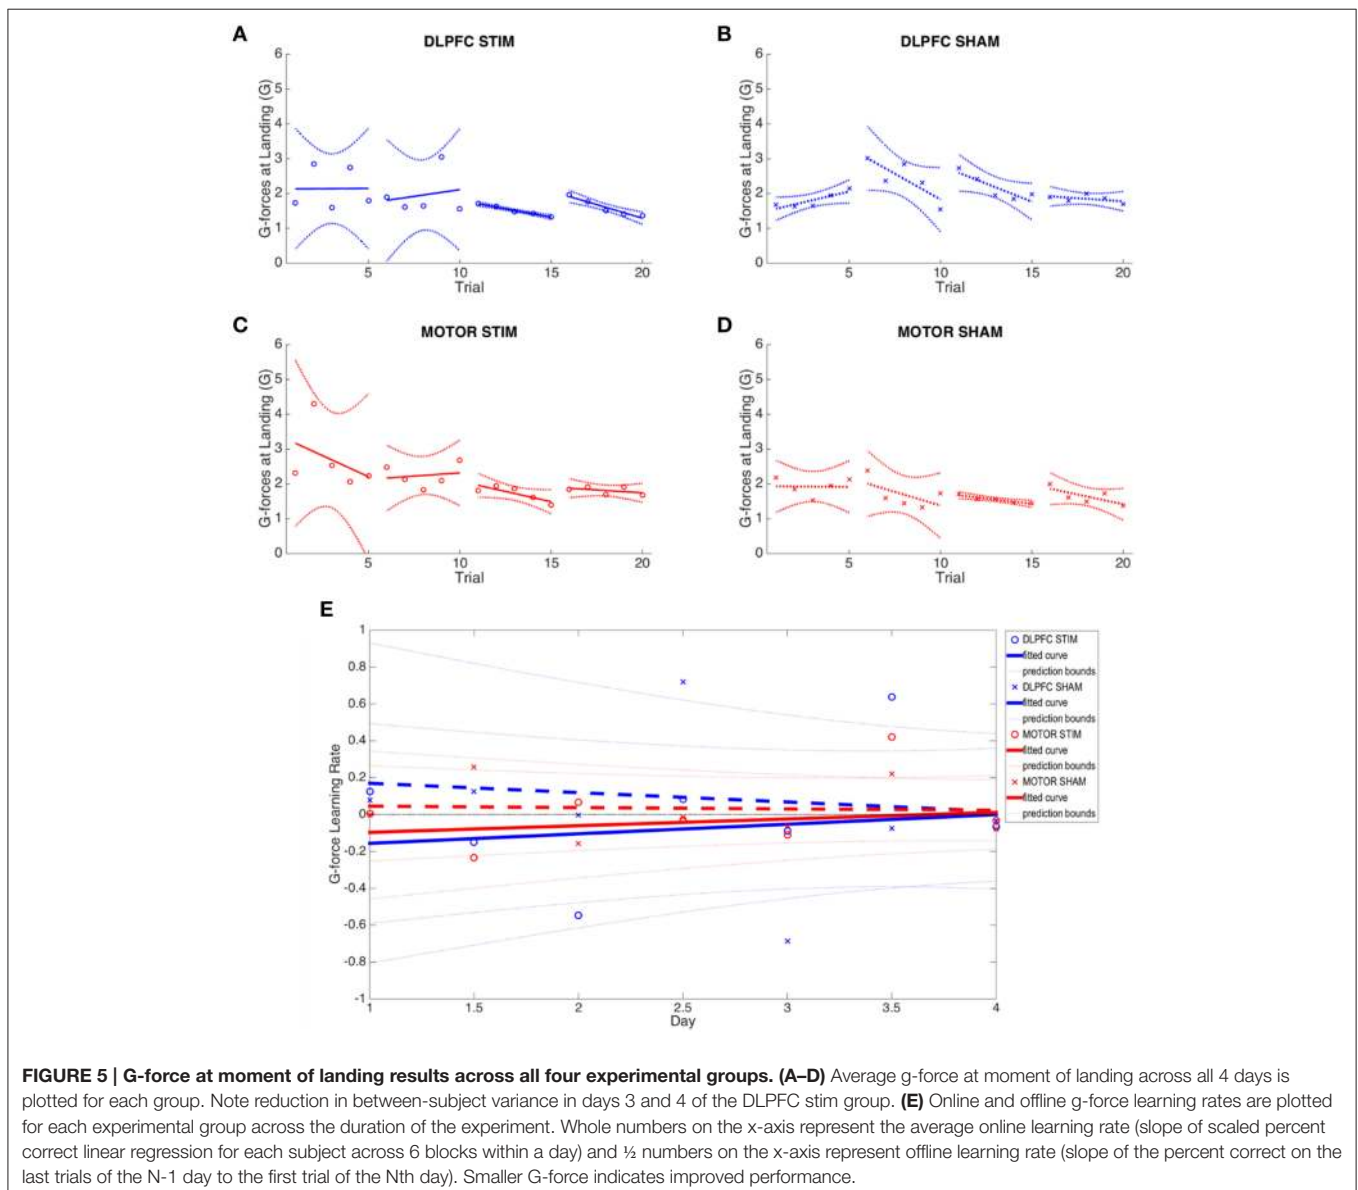 A
DLPFC STIM
G-forces at Landing (G)
6
5
4
3
2
1
0
5
10
15
20
Trial
B
DLPFC SHAM
G-forces at Landing (G)
6
5
4
3
2
1
0
5
10
15
20
Trial
C
MOTOR STIM
G-forces at Landing (G)
6
5
4
3
2
1
0
5
10
15
20
Trial
D
MOTOR SHAM
G-forces at Landing (G)
6
5
4
3
2
1
0
5
10
15
20
Trial
E
G-force Learning Rate
1
0.8
0.6
0.4
0.2
0
-0.2
-0.4
-0.6
-0.8
-1
1
1.5
2
2.5
3
3.5
4
Day
DLPFC STIM
fitted curve
prediction bounds
DLPFC SHAM
fitted curve
prediction bounds
MOTOR STIM
fitted curve
prediction bounds
MOTOR SHAM
fitted curve
prediction bounds
FIGURE 5 | G-force at moment of landing results across all four experimental groups. (A–D) Average g-force at moment of landing across all 4 days is
plotted for each group. Note reduction in between-subject variance in days 3 and 4 of the DLPFC stim group. (E) Online and offline g-force learning rates are plotted
for each experimental group across the duration of the experiment. Whole numbers on the x-axis represent the average online learning rate (slope of scaled percent
correct linear regression for each subject across 6 blocks within a day) and ½ numbers on the x-axis represent offline learning rate (slope of the percent correct on the
last trials of the N-1 day to the first trial of the Nth day). Smaller G-force indicates improved performance.